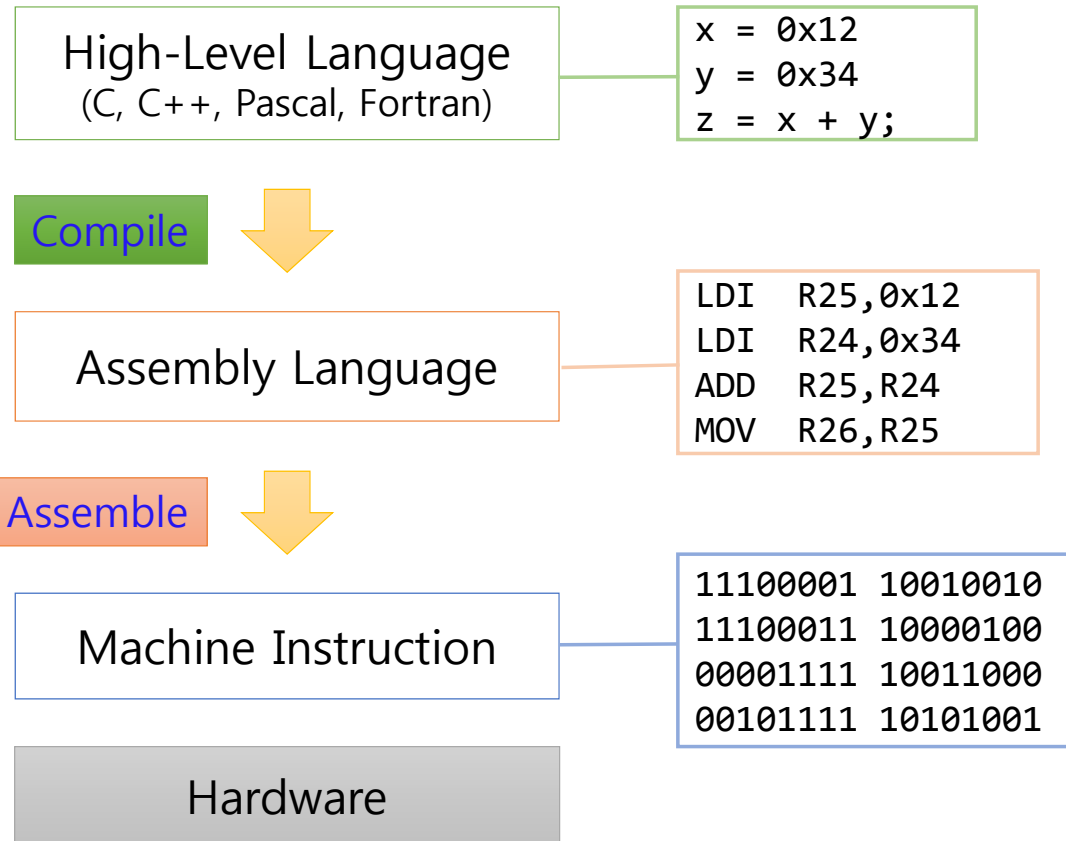 High-Level Language
(C, C++, Pascal, Fortran)
x = 0x12
y = 0x34
z = x + y;
Compile
Assembly Language
LDI R25,0x12
LDI R24,0x34
ADD R25,R24
MOV R26,R25
Assemble
Machine Instruction
11100001 10010010
11100011 10000100
00001111 10011000
00101111 10101001
Hardware